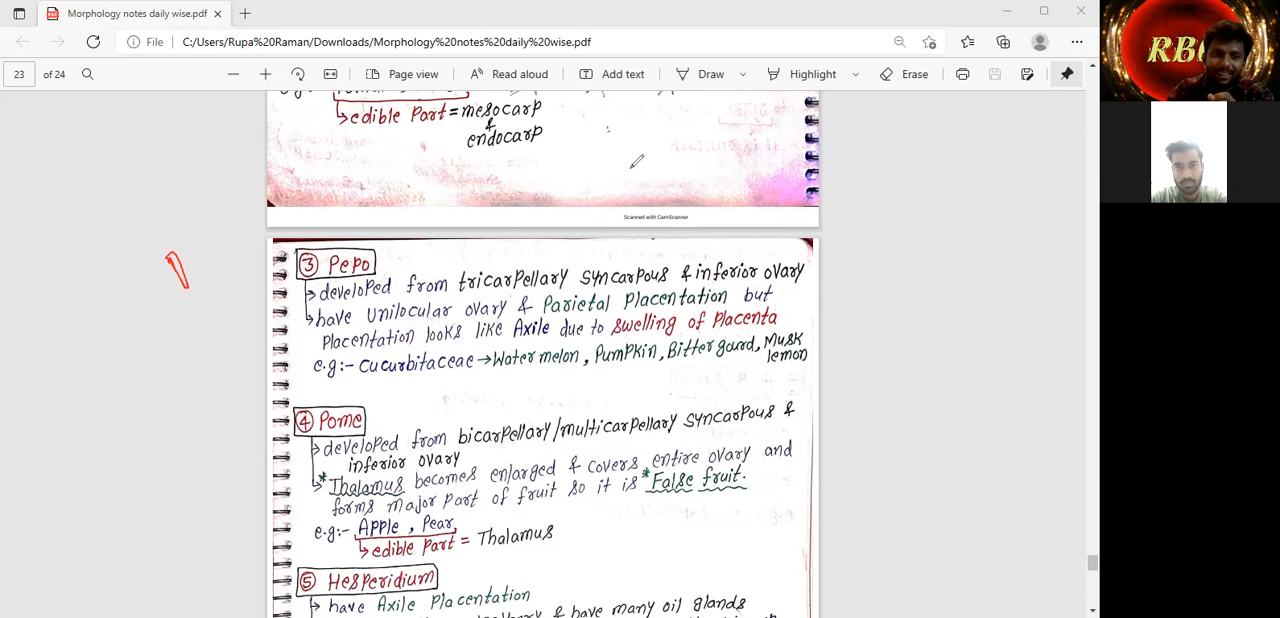 Morphology notes daily wise.pdf
File C:/Users/Rupa%20Raman/Downloads/Morphology%20notes%20daily%20wise.pdf
23 of 24 Page view Read aloud Add text Draw Highlight Erase
edible Part = mesocarp
&
endocarp
Scanned with CamScanner
③ Pepo
developed from tricarpellary syncarpous & inferior ovary
have unilocular ovary & Parietal Placentation but
Placentation looks like Axile due to swelling of Placenta
e.g:- Cucurbitaceae → Water melon, Pumpkin, Bitter gourd, Musk
lemon
④ Pome
developed from bicarpellary/multicarpellary syncarpous &
inferior ovary
* Thalamus becomes enlarged & covers entire ovary and
forms major part of fruit so it is * False fruit.
e.g:- Apple, Pear
edible Part = Thalamus
⑤ Hesperidium
have Axile Placentation
& have many oil glands
RB